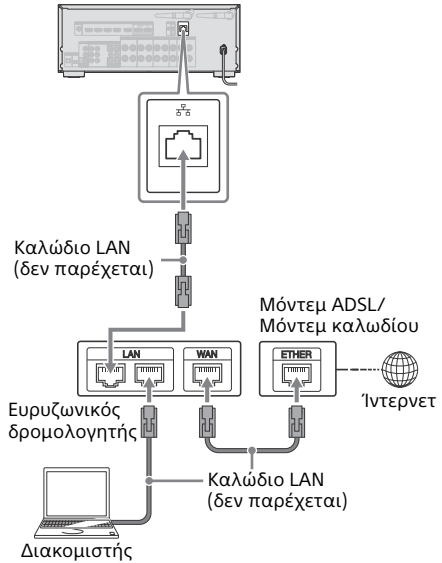 Καλώδιο LAN
(δεν παρέχεται)
Μόντεμ ADSL/
Μόντεμ καλωδίου
LAN
WAN
ETHER
Ίντερνετ
Ευρυζωνικός
δρομολογητής
Καλώδιο LAN
(δεν παρέχεται)
Διακομιστής